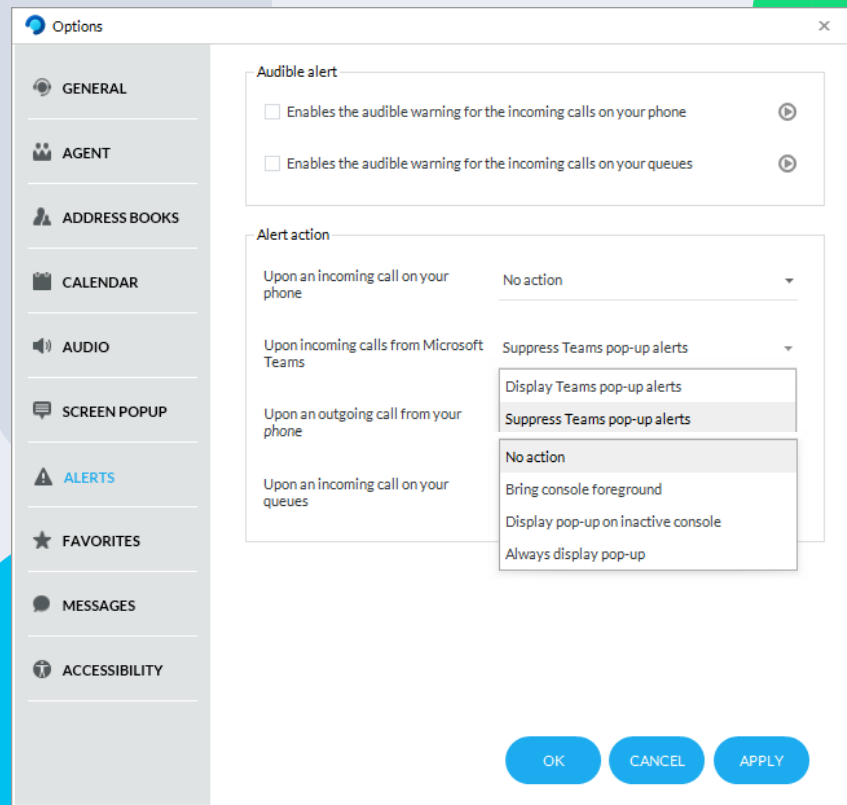 Options
GENERAL
AGENT
ADDRESS BOOKS
CALENDAR
AUDIO
SCREEN POPUP
ALERTS
FAVORITES
MESSAGES
ACCESSIBILITY
Audible alert
Enables the audible warning for the incoming calls on your phone
Enables the audible warning for the incoming calls on your queues
Alert action
Upon an incoming call on your
phone
No action
Upon incoming calls from Microsoft
Teams
Suppress Teams pop-up alerts
Display Teams pop-up alerts
Suppress Teams pop-up alerts
Upon an outgoing call from your
phone
No action
Bring console foreground
Display pop-up on inactive console
Always display pop-up
Upon an incoming call on your
queues
OK
CANCEL
APPLY